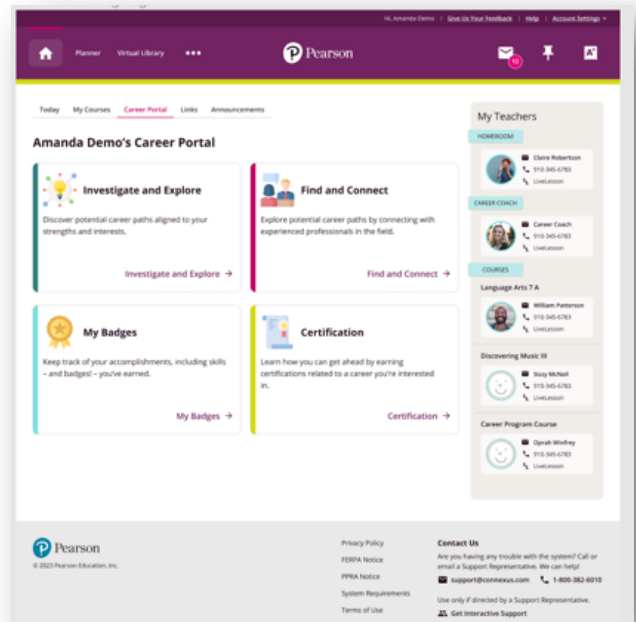 Hi, Amanda Demo | Give Us Your Feedback | Help | Account Settings
Planner Virtual Library Pearson 12
Today My Courses Career Portal Links Announcements
Amanda Demo's Career Portal
Investigate and Explore
Discover potential career paths aligned to your
strengths and interests.
Investigate and Explore →
Find and Connect
Explore potential career paths by connecting with
experienced professionals in the field.
Find and Connect →
My Badges
Keep track of your accomplishments, including skills
– and badges! – you've earned.
My Badges →
Certification
Learn how you can get ahead by earning
certifications related to a career you're interested
in.
Certification →
My Teachers
HOMEROOM
Claire Robertson
910-345-6783
LiveLesson
CAREER COACH
Career Coach
910-345-6783
LiveLesson
COURSES
Language Arts 7 A
William Patterson
910-345-6783
LiveLesson
Discovering Music III
Sizzy McNeil
910-345-6783
LiveLesson
Career Program Course
Oprah Winfrey
910-345-6783
LiveLesson
Pearson
© 2023 Pearson Education, Inc.
Privacy Policy
FERPA Notice
PPRA Notice
System Requirements
Terms of Use
Contact Us
Are you having any trouble with the system? Call or
email a Support Representative. We can help!
support@connexus.com 1-800-382-6010
Use only if directed by a Support Representative.
Get Interactive Support